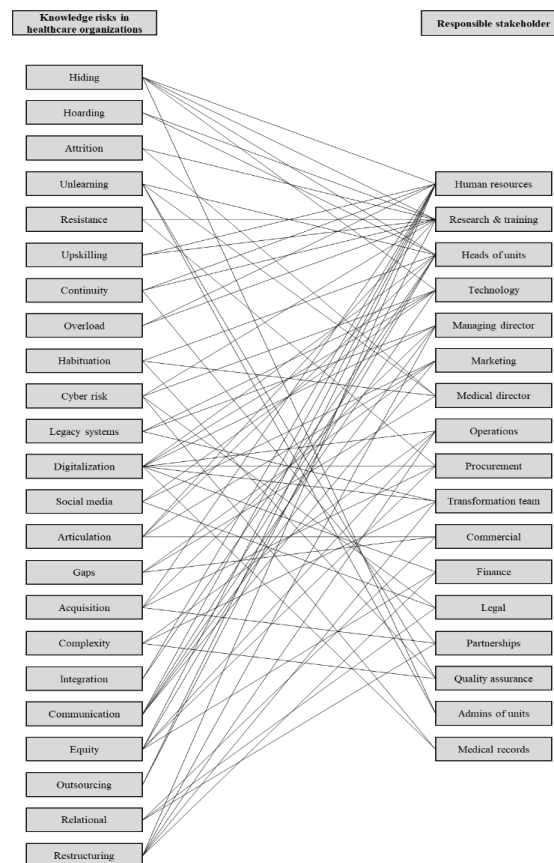 Knowledge risks in
healthcare organizations
Responsible stakeholder
Hiding
Hoarding
Attrition
Unlearning
Resistance
Upskilling
Continuity
Overload
Habituation
Cyber risk
Legacy systems
Digitalization
Social media
Articulation
Gaps
Acquisition
Complexity
Integration
Communication
Equity
Outsourcing
Relational
Restructuring
Human resources
Research & training
Heads of units
Technology
Managing director
Marketing
Medical director
Operations
Procurement
Transformation team
Commercial
Finance
Legal
Partnerships
Quality assurance
Admins of units
Medical records